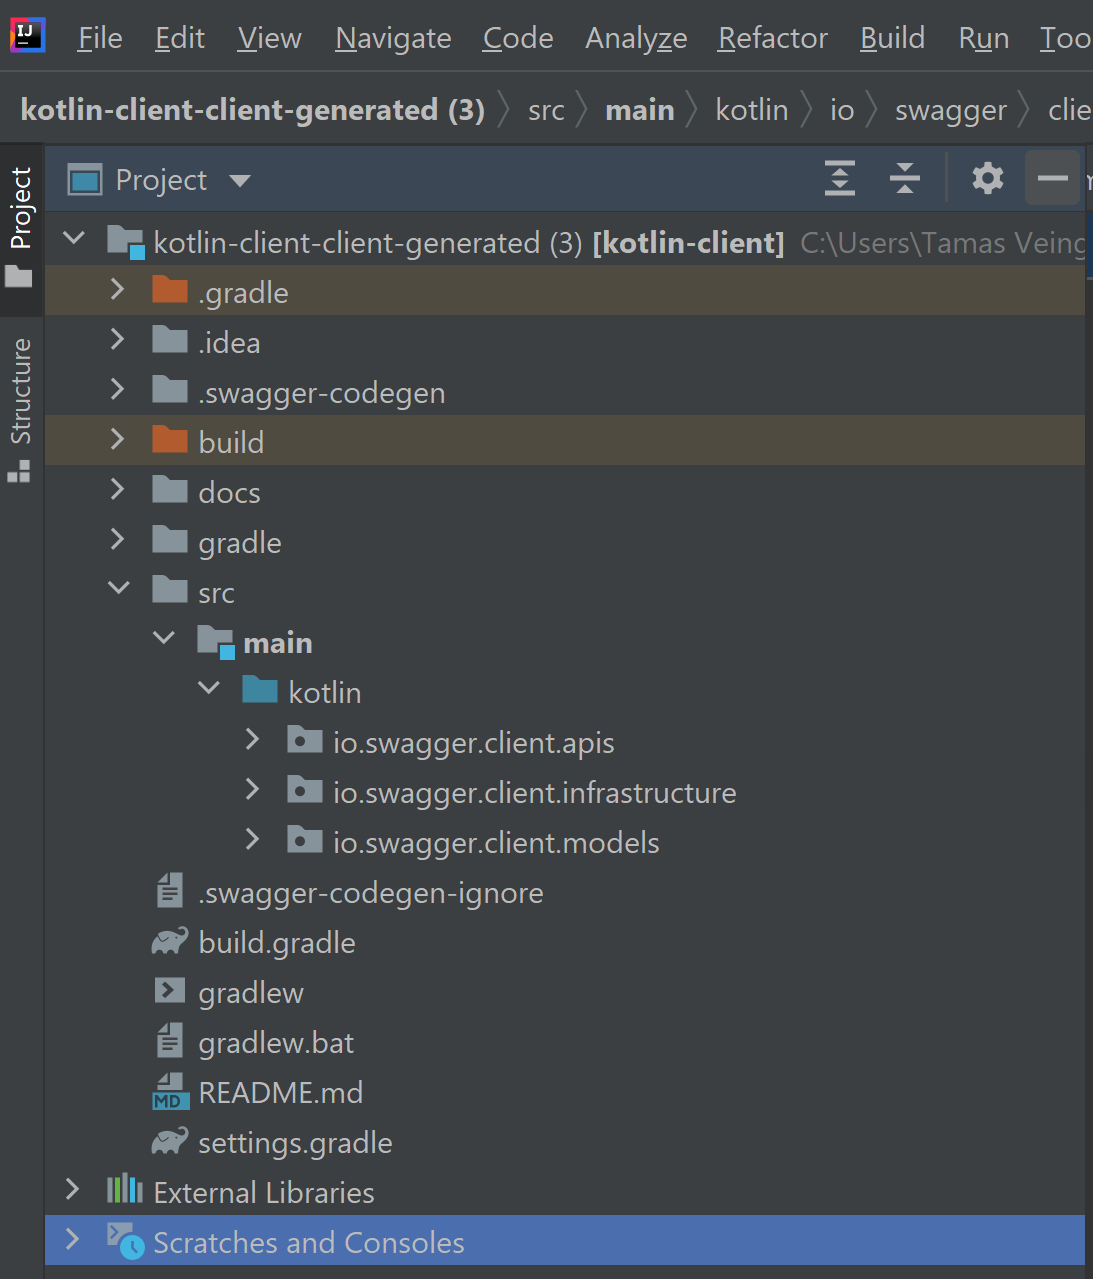 IJ
File Edit View Navigate Code Analyze Refactor Build Run Too
kotlin-client-client-generated (3) src main kotlin io swagger clie
Project
Project
Structure
kotlin-client-client-generated (3) [kotlin-client] C:\Users\Tamas Veing
.gradle
.idea
.swagger-codegen
build
docs
gradle
src
main
kotlin
io.swagger.client.apis
io.swagger.client.infrastructure
io.swagger.client.models
.swagger-codegen-ignore
build.gradle
gradlew
gradlew.bat
MD README.md
settings.gradle
External Libraries
Scratches and Consoles